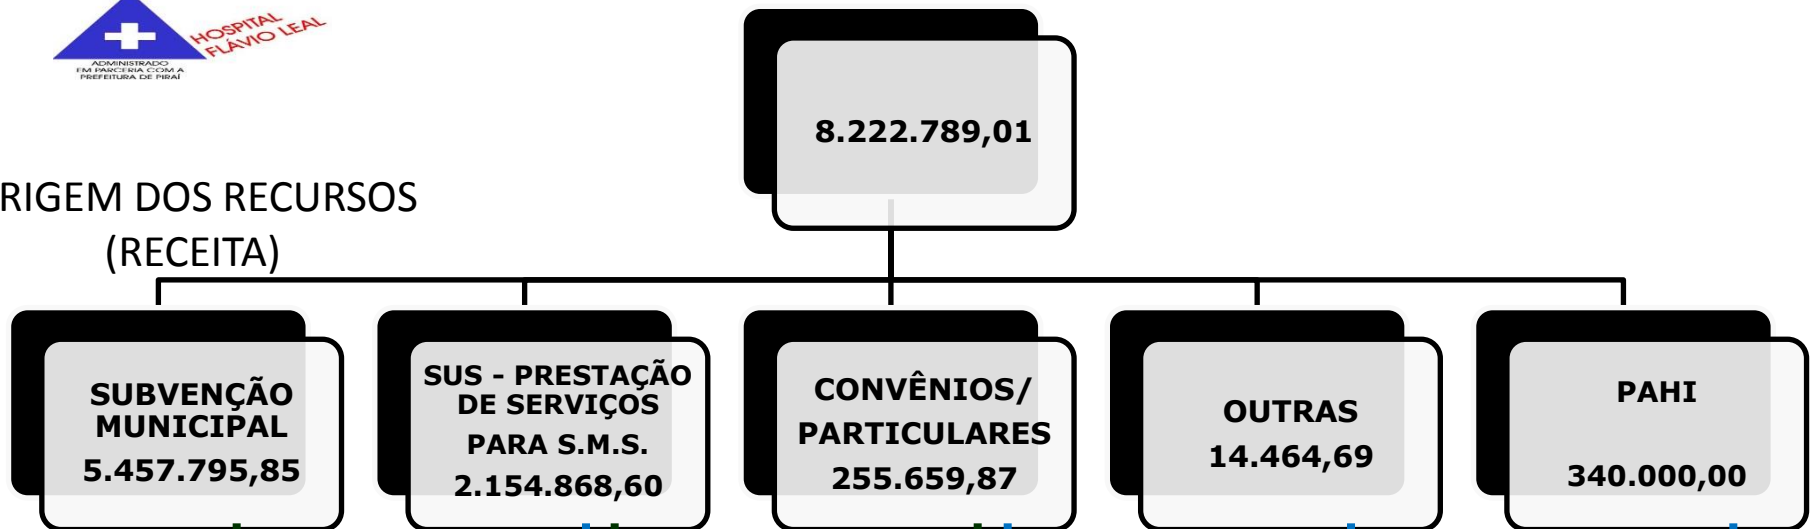 HOSPITAL
FLÁVIO LEAL
ADMINISTRADO
EM PARCERIA COM A
PREFEITURA DE PIRAÍ
8.222.789,01
RIGEM DOS RECURSOS
(RECEITA)
SUBVENÇÃO
MUNICIPAL
5.457.795,85
SUS - PRESTAÇÃO
DE SERVIÇOS
PARA S.M.S.
2.154.868,60
CONVÊNIOS/
PARTICULARES
255.659,87
OUTRAS
14.464,69
PAHI
340.000,00